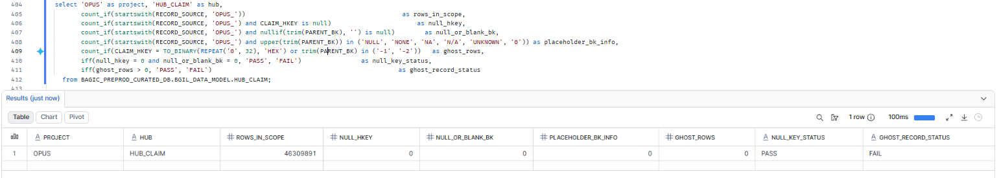 404 select 'OPUS' as project, 'HUB_CLAIM' as hub,
405 count_if(startswith(RECORD_SOURCE, 'OPUS_')) as rows_in_scope,
406 count_if(startswith(RECORD_SOURCE, 'OPUS_') and CLAIM_HKEY is null) as null_hkey,
407 count_if(startswith(RECORD_SOURCE, 'OPUS_') and nullif(trim(PARENT_BK), '') is null) as null_or_blank_bk,
408 count_if(startswith(RECORD_SOURCE, 'OPUS_') and upper(trim(PARENT_BK)) in ('NULL', 'NONE', 'NA', 'N/A', 'UNKNOWN', '0')) as placeholder_bk_info,
409 count_if(CLAIM_HKEY = TO_BINARY(REPEAT('0', 32), 'HEX') or trim(PARENT_BK) in ('-1', '-2')) as ghost_rows,
410 iff(null_hkey = 0 and null_or_blank_bk = 0, 'PASS', 'FAIL') as null_key_status,
411 iff(ghost_rows > 0, 'PASS', 'FAIL') as ghost_record_status
412 from BAGIC_PREPROD_CURATED_DB.BGIL_DATA_MODEL.HUB_CLAIM;
413
Results (just now)
Table Chart Pivot 1 row 100ms
PROJECT HUB ROWS_IN_SCOPE NULL_HKEY NULL_OR_BLANK_BK PLACEHOLDER_BK_INFO GHOST_ROWS NULL_KEY_STATUS GHOST_RECORD_STATUS
1 OPUS HUB_CLAIM 46309891 0 0 0 0 PASS FAIL